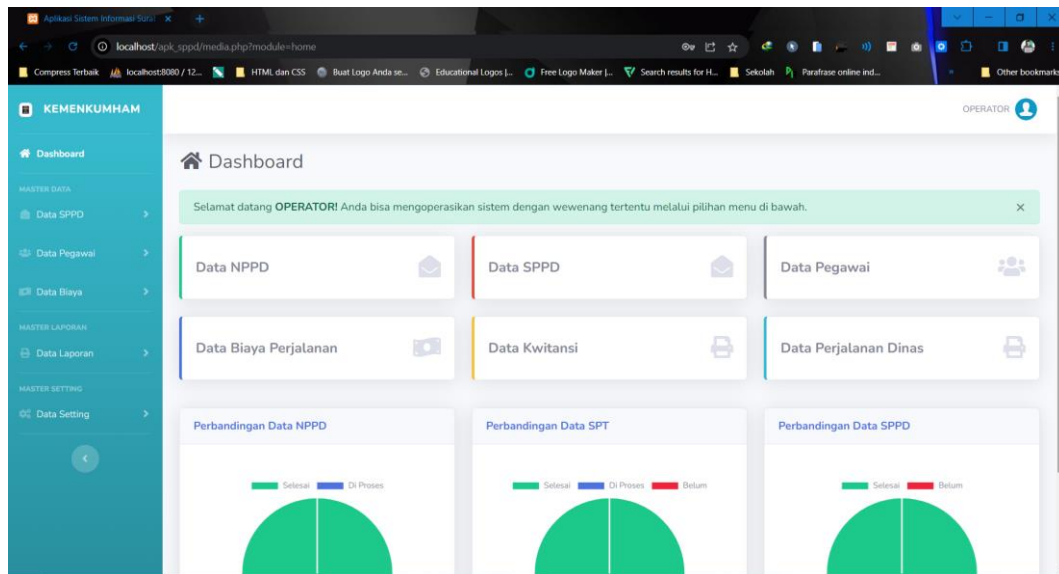 Aplikasi Sistem Informasi Surat
localhost/apk_sppd/media.php?module=home
Compress Terbaik
localhost:8080 / 12...
HTML dan CSS
Buat Logo Anda se...
Educational Logos |...
Free Logo Maker |...
Search results for H...
Sekolah
Parafrase online ind...
Other bookmarks
KEMENKUMHAM
OPERATOR
Dashboard
MASTER DATA
Data SPPD
Data Pegawai
Data Biaya
MASTER LAPORAN
Data Laporan
MASTER SETTING
Data Setting
Dashboard
Selamat datang OPERATOR! Anda bisa mengoperasikan sistem dengan wewenang tertentu melalui pilihan menu di bawah.
Data NPPD
Data SPPD
Data Pegawai
Data Biaya Perjalanan
Data Kwitansi
Data Perjalanan Dinas
Perbandingan Data NPPD
Perbandingan Data SPT
Perbandingan Data SPPD
Selesai Di Proses
Selesai Di Proses Belum
Selesai Belum